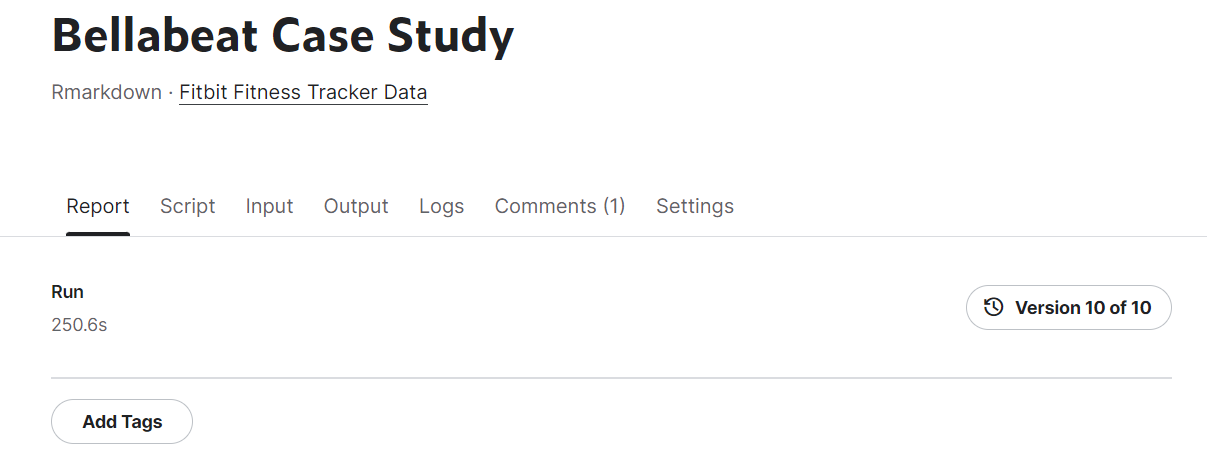 Bellabeat Case Study
Rmarkdown · Fitbit Fitness Tracker Data
Report Script Input Output Logs Comments (1) Settings
Run
250.6s
Version 10 of 10
Add Tags